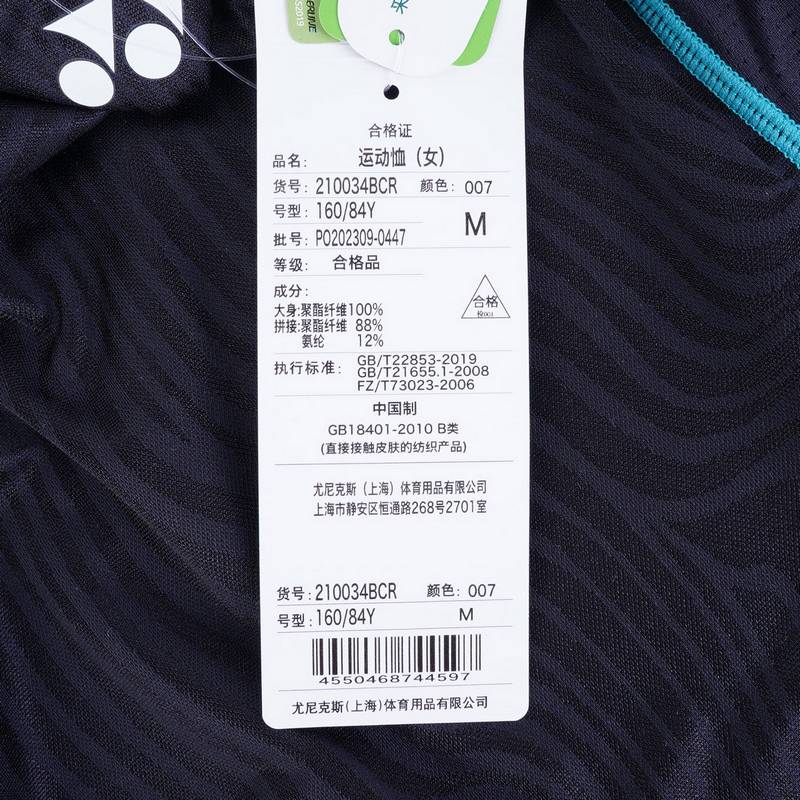 珠
ERUNE
S2019
合格证
品名： 运动恤（女）
货号：210034BCR 颜色：007
号型：160/84Y M
批号：PO202309-0447
等级： 合格品
成分：
大身:聚酯纤维100%
拼接:聚酯纤维 88%
氨纶 12%
合格
执行标准： GB/T22853-2019
GB/T21655.1-2008
FZ/T73023-2006
中国制
GB18401-2010 B类
(直接接触皮肤的纺织产品)
尤尼克斯（上海）体育用品有限公司
上海市静安区恒通路268号2701室
货号：210034BCR 颜色：007
号型：160/84Y M
4550468744597
尤尼克斯(上海)体育用品有限公司